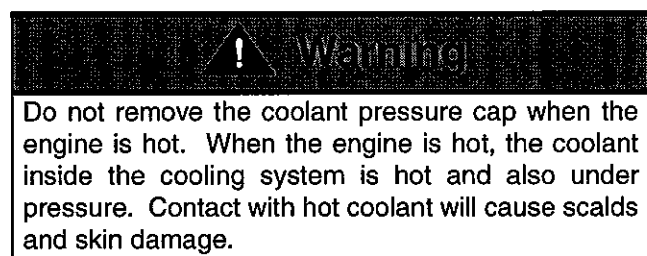 ! Warning
Do not remove the coolant pressure cap when the
engine is hot. When the engine is hot, the coolant
inside the cooling system is hot and also under
pressure. Contact with hot coolant will cause scalds
and skin damage.